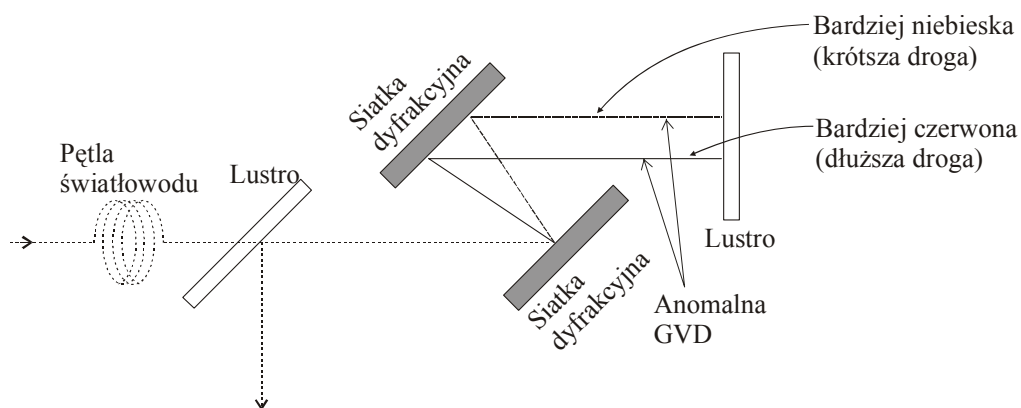 Bardziej niebieska
(krótsza droga)
Siatka
dyfrakcyjna
Bardziej czerwona
(dłuższa droga)
Pętla
światłowodu
Lustro
Lustro
Siatka
dyfrakcyjna
Anomalna
GVD